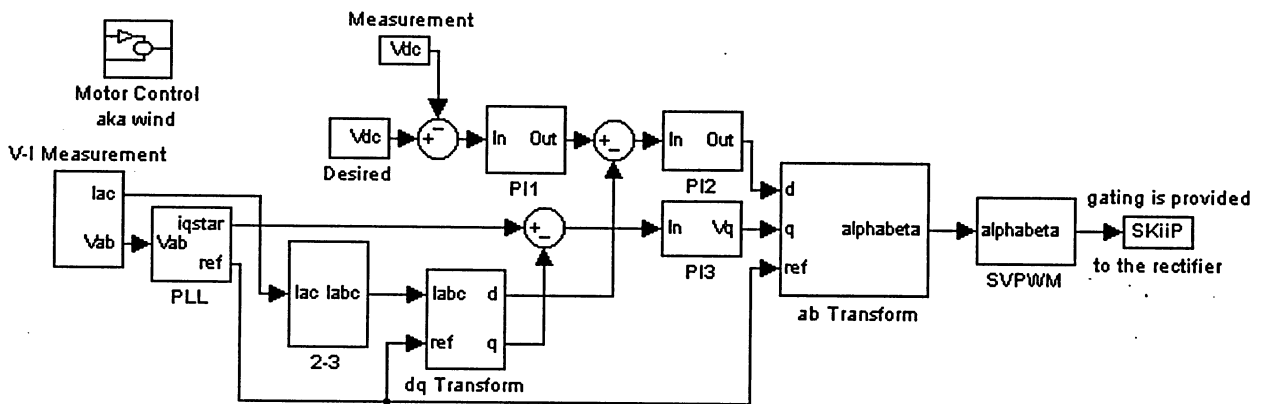 Measurement
Vdc
Motor Control
aka wind
Vdc
Desired
+
−
In Out
PI1
+
−
In Out
PI2
V-I Measurement
Iac
Vab
Vab
iqstar
ref
PLL
Iac Iabc
2-3
Iabc
ref
d
q
dq Transform
+
−
In Vq
PI3
d
q
ref
alphabeta
ab Transform
alphabeta
SVPWM
gating is provided
SKiiP
to the rectifier